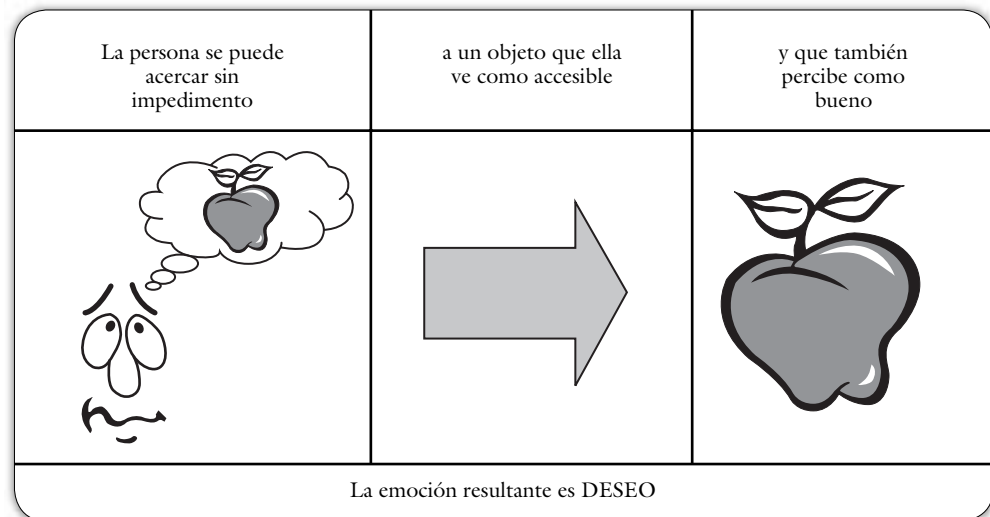 La persona se puede
acercar sin
impedimento
a un objeto que ella
ve como accesible
y que también
percibe como
bueno
La emoción resultante es DESEO